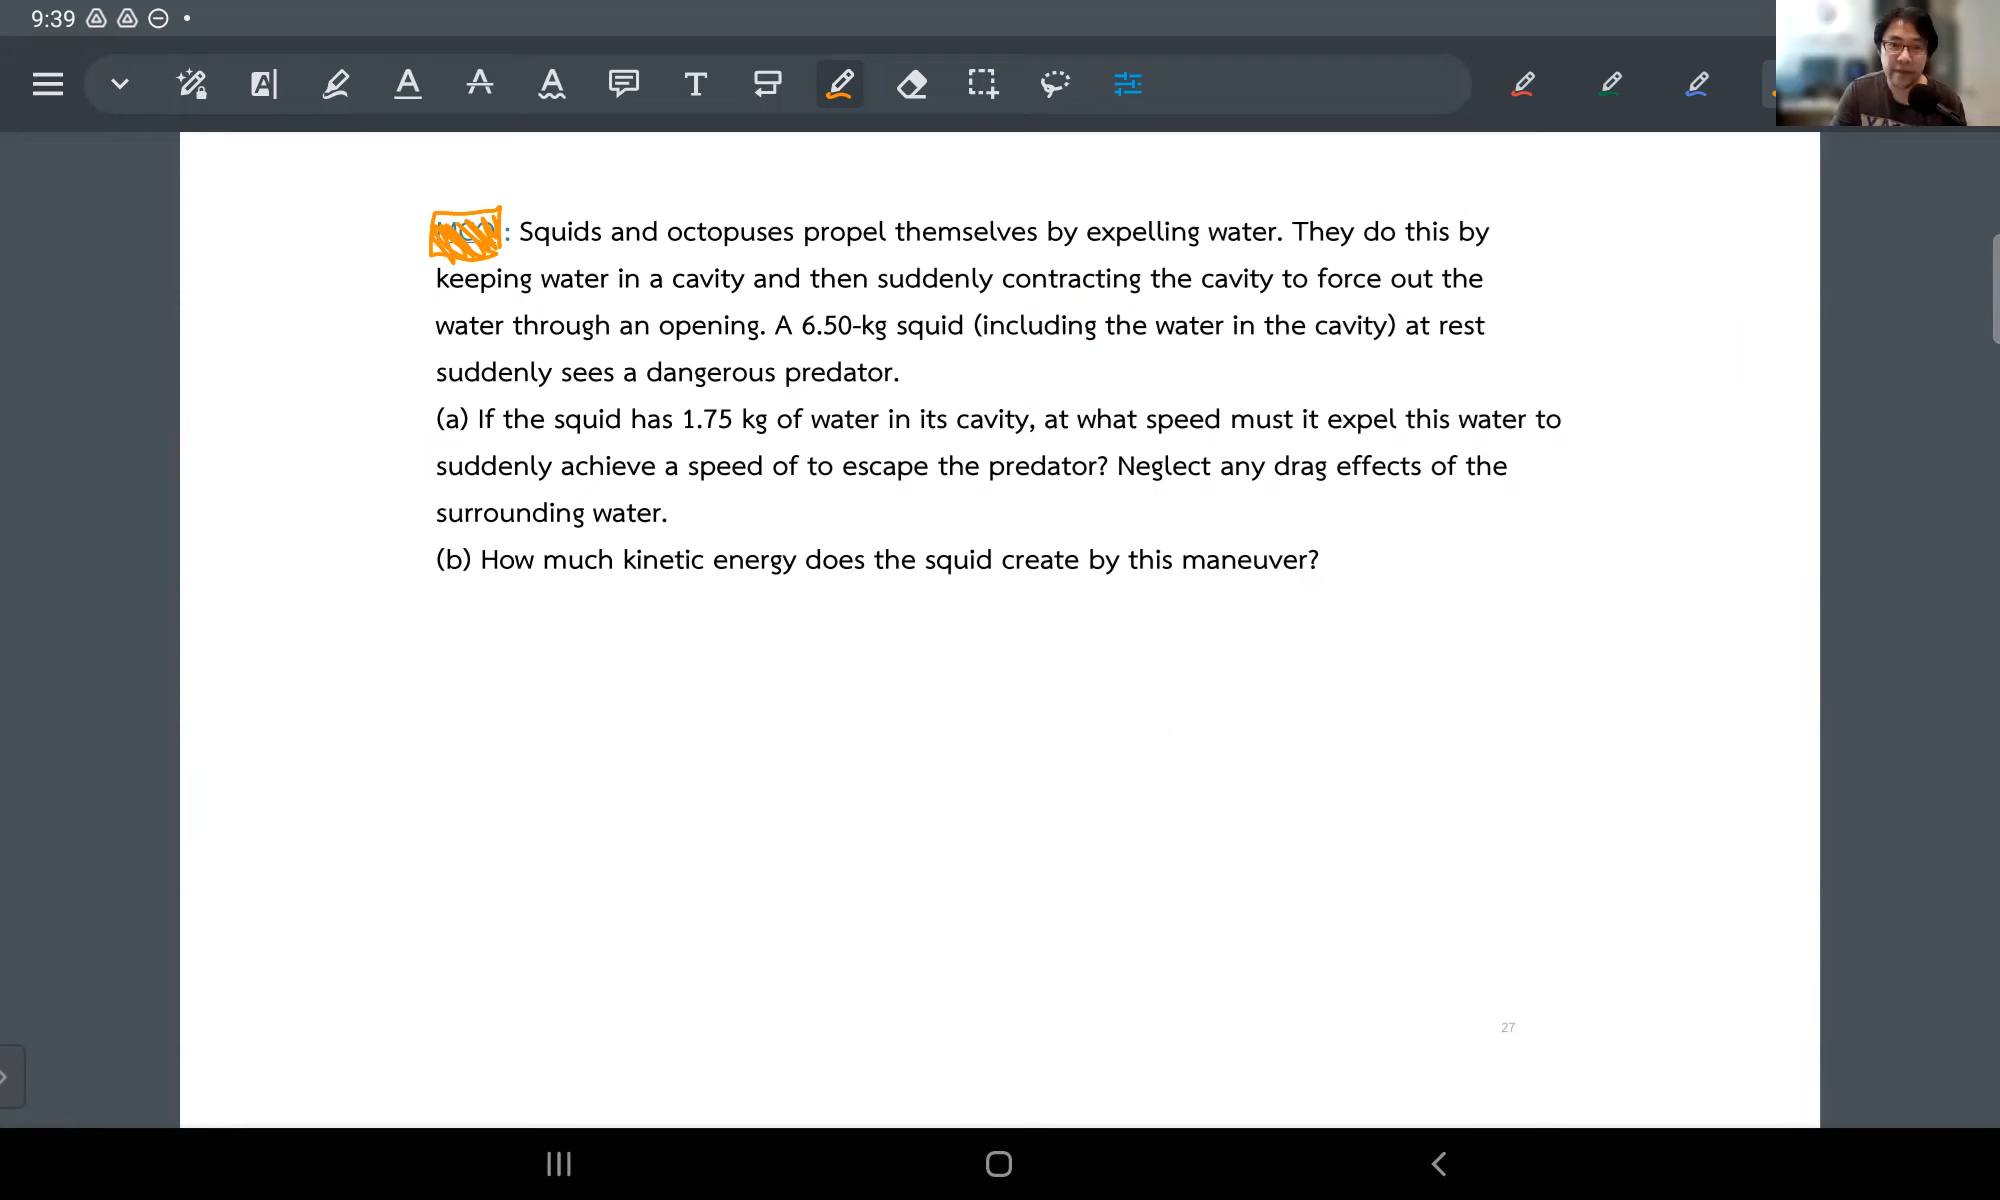 9:39
: Squids and octopuses propel themselves by expelling water. They do this by
keeping water in a cavity and then suddenly contracting the cavity to force out the
water through an opening. A 6.50-kg squid (including the water in the cavity) at rest
suddenly sees a dangerous predator.
(a) If the squid has 1.75 kg of water in its cavity, at what speed must it expel this water to
suddenly achieve a speed of to escape the predator? Neglect any drag effects of the
surrounding water.
(b) How much kinetic energy does the squid create by this maneuver?
27